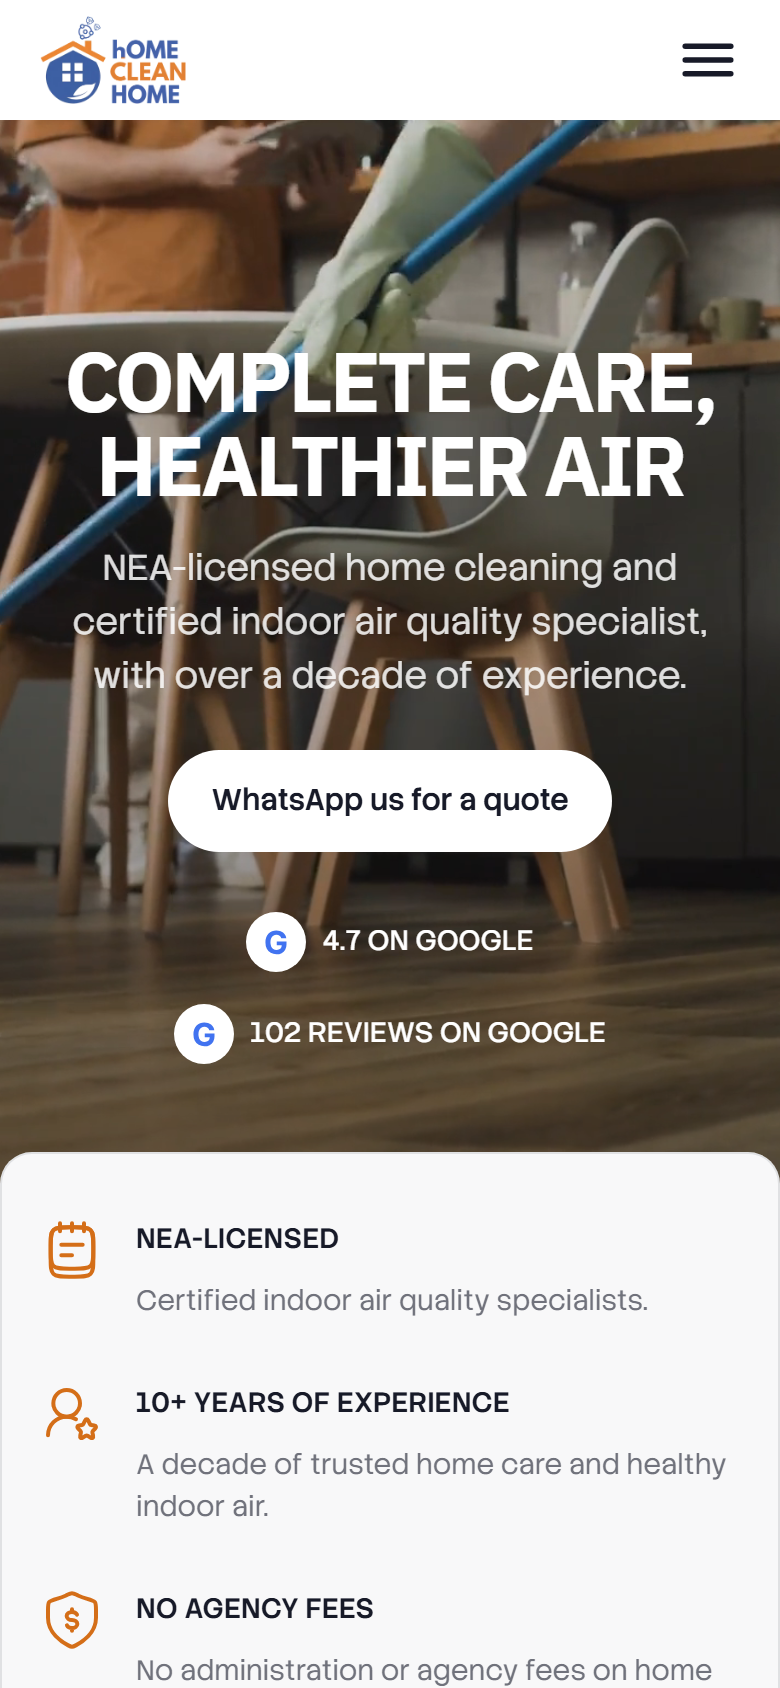 hOME
CLEAN
HOME
COMPLETE CARE,
HEALTHIER AIR
NEA-licensed home cleaning and
certified indoor air quality specialist,
with over a decade of experience.
WhatsApp us for a quote
G 4.7 ON GOOGLE
G 102 REVIEWS ON GOOGLE
NEA-LICENSED
Certified indoor air quality specialists.
10+ YEARS OF EXPERIENCE
A decade of trusted home care and healthy
indoor air.
$
NO AGENCY FEES
No administration or agency fees on home